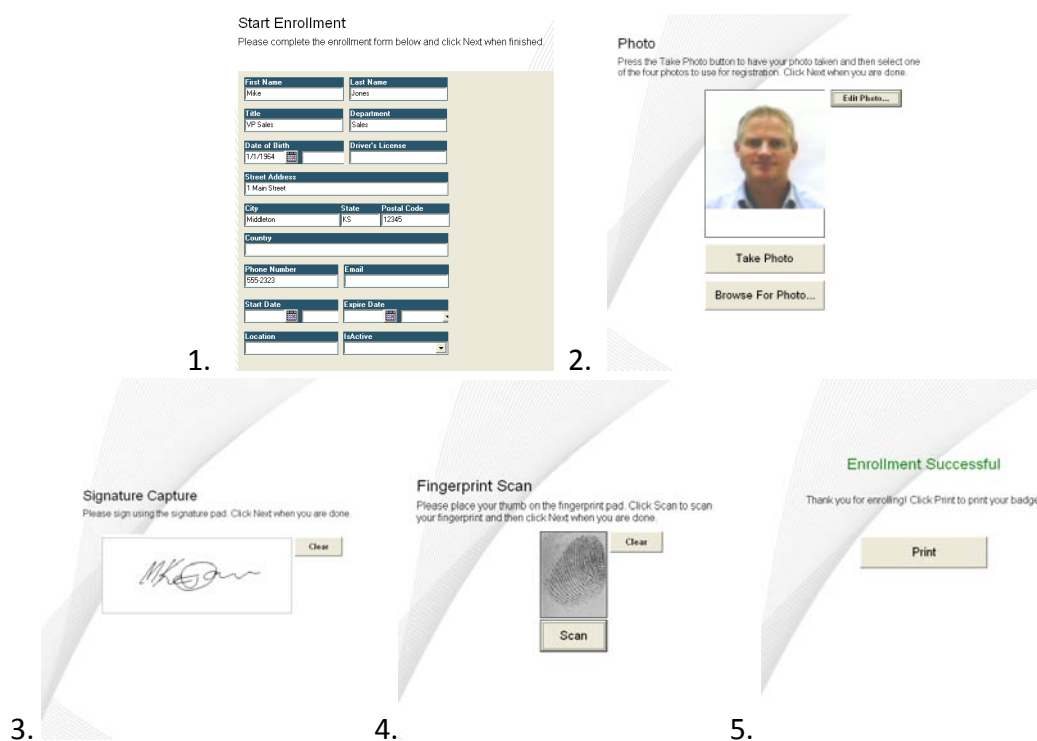 Start Enrollment
Please complete the enrollment form below and click Next when finished.
First Name Last Name
Mike Jones
Title Department
VP Sales Sales
Date of Birth Driver's License
1/1/1964
Street Address
1 Main Street
City State Postal Code
Middleton KS 12345
Country
Phone Number Email
555-2323
Start Date Expire Date
Location IsActive
1.
Photo
Press the Take Photo button to have your photo taken and then select one
of the four photos to use for registration. Click Next when you are done.
Edit Photo...
Take Photo
Browse For Photo...
2.
Signature Capture
Please sign using the signature pad. Click Next when you are done.
Clear
3.
Fingerprint Scan
Please place your thumb on the fingerprint pad. Click Scan to scan
your fingerprint and then click Next when you are done.
Clear
Scan
4.
Enrollment Successful
Thank you for enrolling! Click Print to print your badge
Print
5.